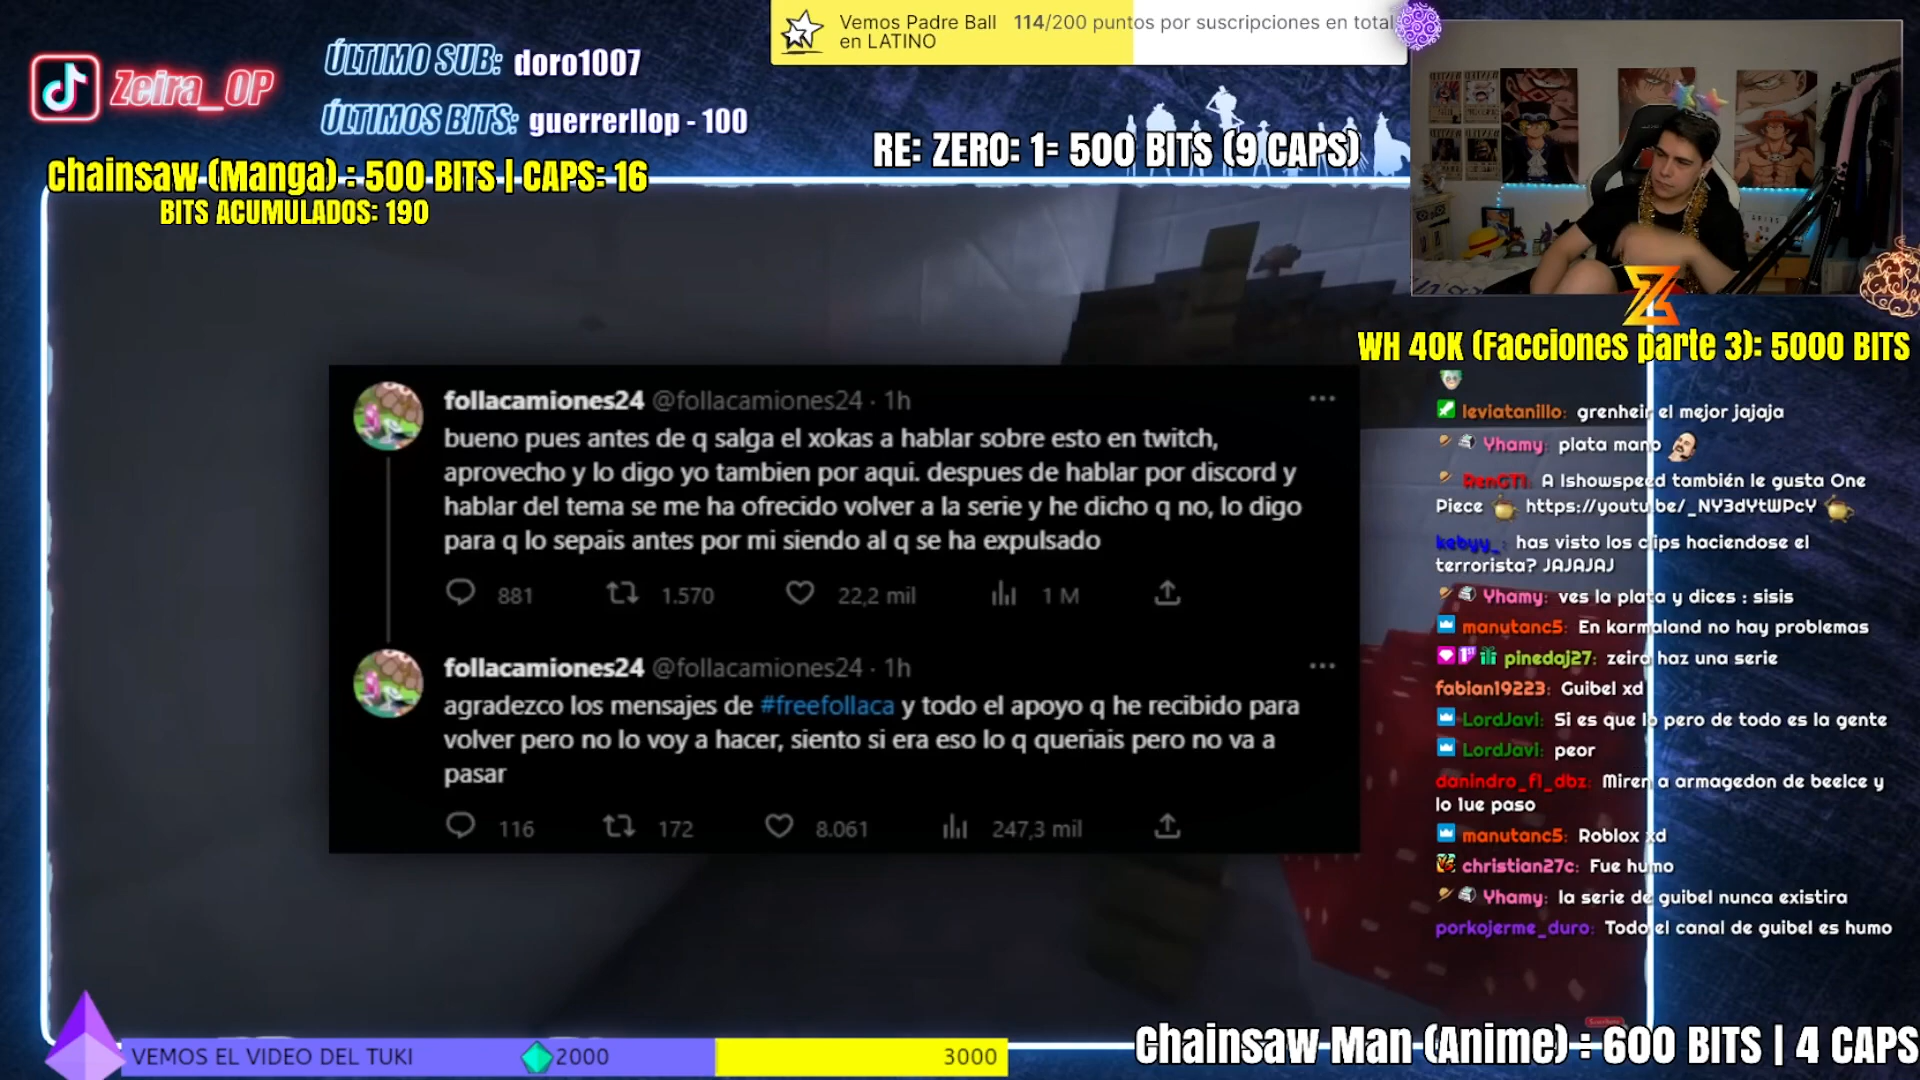 Vemos Padre Ball 114/200 puntos por suscripciones en total
en LATINO
Zeira_OP
ÚLTIMO SUB: doro1007
ÚLTIMOS BITS: guerrerllop - 100
RE: ZERO: 1= 500 BITS (9 CAPS)
Chainsaw (Manga) : 500 BITS | CAPS: 16
BITS ACUMULADOS: 190
WH 40K (Facciones parte 3): 5000 BITS
follacamiones24 @follacamiones24 · 1h
bueno pues antes de q salga el xokas a hablar sobre esto en twitch,
aprovecho y lo digo yo tambien por aqui. despues de hablar por discord y
hablar del tema se me ha ofrecido volver a la serie y he dicho q no, lo digo
para q lo sepais antes por mi siendo al q se ha expulsado
881 1.570 22,2 mil 1 M
follacamiones24 @follacamiones24 · 1h
agradezco los mensajes de #freefollaca y todo el apoyo q he recibido para
volver pero no lo voy a hacer, siento si era eso lo q queriais pero no va a
pasar
116 172 8.061 247,3 mil
leviatanillo: grenheir el mejor jajaja
Yhamy: plata mano
RenGT1: A Ishowspeed también le gusta One
Piece https://youtu.be/_NY3dYtWPcY
kebyy_: has visto los clips haciendose el
terrorista? JAJAJAJ
Yhamy: ves la plata y dices : sisis
manutanc5: En karmaland no hay problemas
pinedaj27: zeira haz una serie
fabian19223: Guibel xd
LordJavi: Si es que lo pero de todo es la gente
LordJavi: peor
danindro_fl_dbz: Miren a armagedon de beelce y
lo 1ue paso
manutanc5: Roblox xd
christian27c: Fue humo
Yhamy: la serie de guibel nunca existira
porkojerme_duro: Todo el canal de guibel es humo
VEMOS EL VIDEO DEL TUKI 2000 3000
Chainsaw Man (Anime) : 600 BITS | 4 CAPS